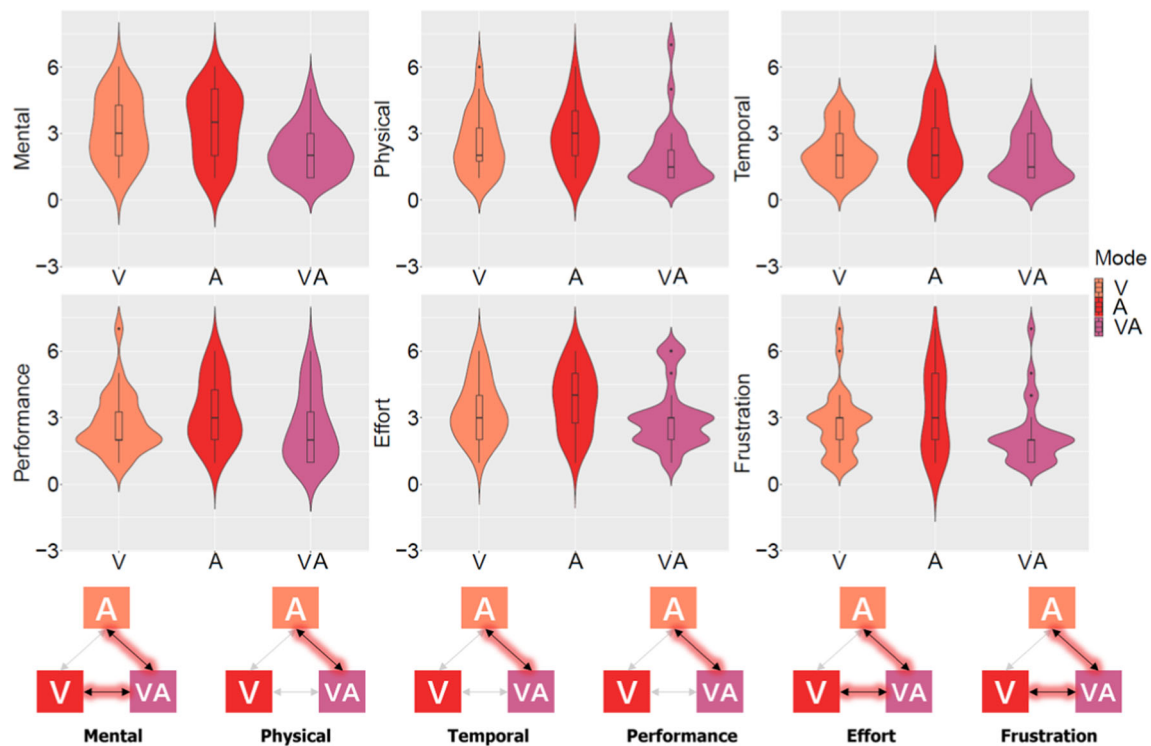 Mental
6
3
0
−3
V A VA
Physical
6
3
0
−3
V A VA
Temporal
6
3
0
−3
V A VA
Mode
V
A
VA
Performance
6
3
0
−3
V A VA
Effort
6
3
0
−3
V A VA
Frustration
6
3
0
−3
V A VA
A A A A A A
V VA V VA V VA V VA V VA V VA
Mental Physical Temporal Performance Effort Frustration